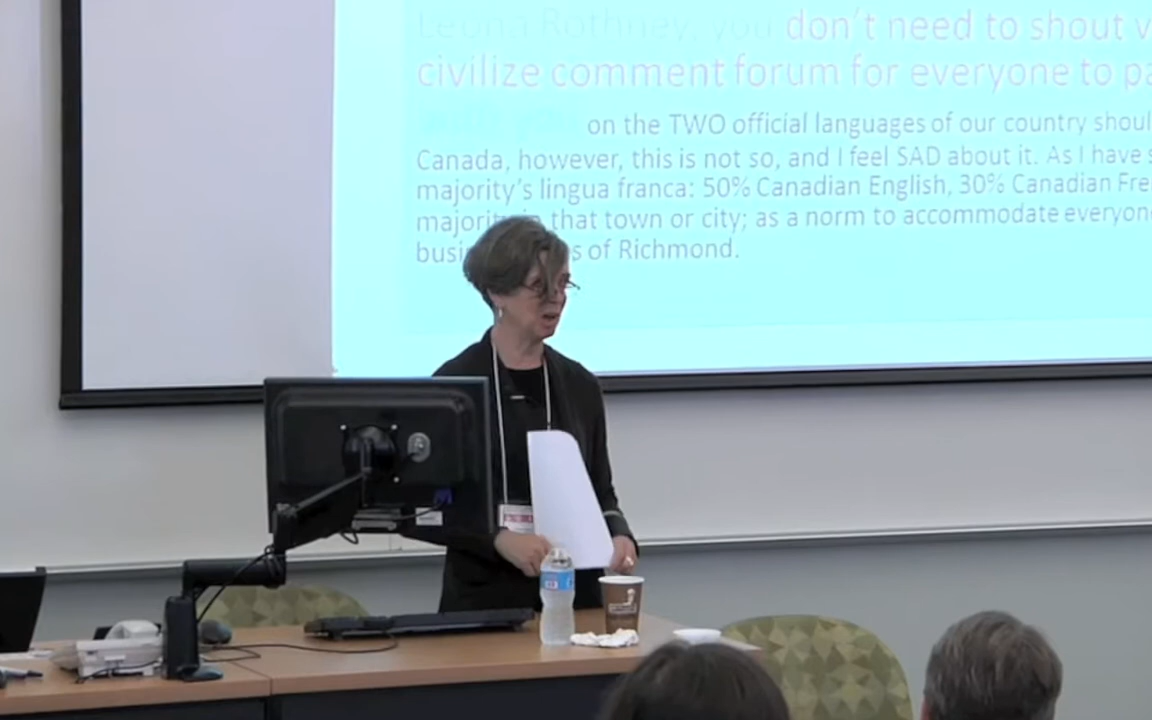 Leona Rothney, you don't need to shout v
civilize comment forum for everyone to pa
on the TWO official languages of our country shoul
Canada, however, this is not so, and I feel SAD about it. As I have s
majority's lingua franca: 50% Canadian English, 30% Canadian Fre
majority in that town or city; as a norm to accommodate everyon
of Richmond.